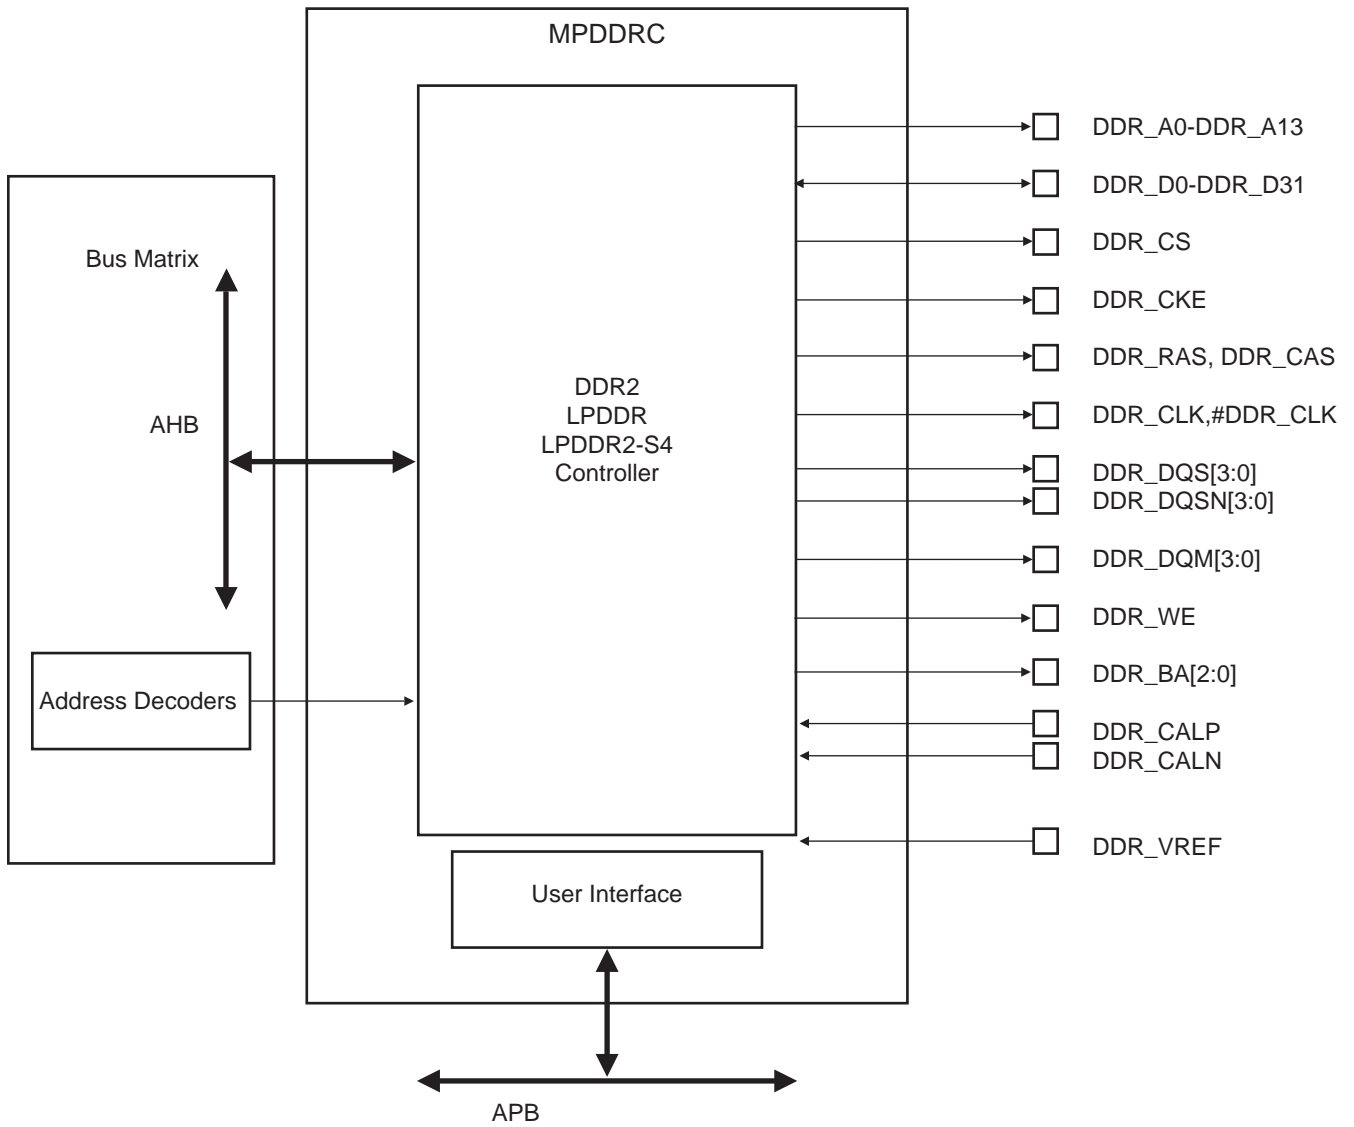 MPDDRC
Bus Matrix
AHB
Address Decoders
DDR2
LPDDR
LPDDR2-S4
Controller
User Interface
APB
DDR_A0-DDR_A13
DDR_D0-DDR_D31
DDR_CS
DDR_CKE
DDR_RAS, DDR_CAS
DDR_CLK,#DDR_CLK
DDR_DQS[3:0]
DDR_DQSN[3:0]
DDR_DQM[3:0]
DDR_WE
DDR_BA[2:0]
DDR_CALP
DDR_CALN
DDR_VREF